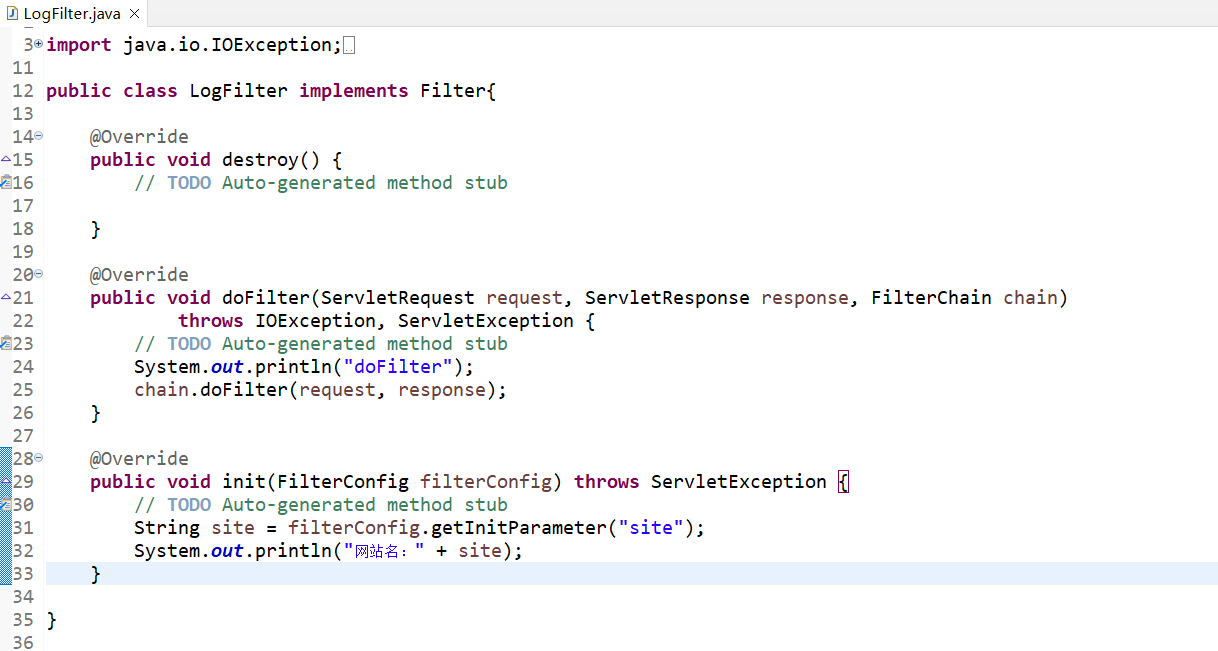 LogFilter.java
3 import java.io.IOException;
11
12 public class LogFilter implements Filter{
13
14 @Override
15 public void destroy() {
16 // TODO Auto-generated method stub
17
18 }
19
20 @Override
21 public void doFilter(ServletRequest request, ServletResponse response, FilterChain chain)
22 throws IOException, ServletException {
23 // TODO Auto-generated method stub
24 System.out.println("doFilter");
25 chain.doFilter(request, response);
26 }
27
28 @Override
29 public void init(FilterConfig filterConfig) throws ServletException {
30 // TODO Auto-generated method stub
31 String site = filterConfig.getInitParameter("site");
32 System.out.println("网站名：" + site);
33 }
34
35 }
36